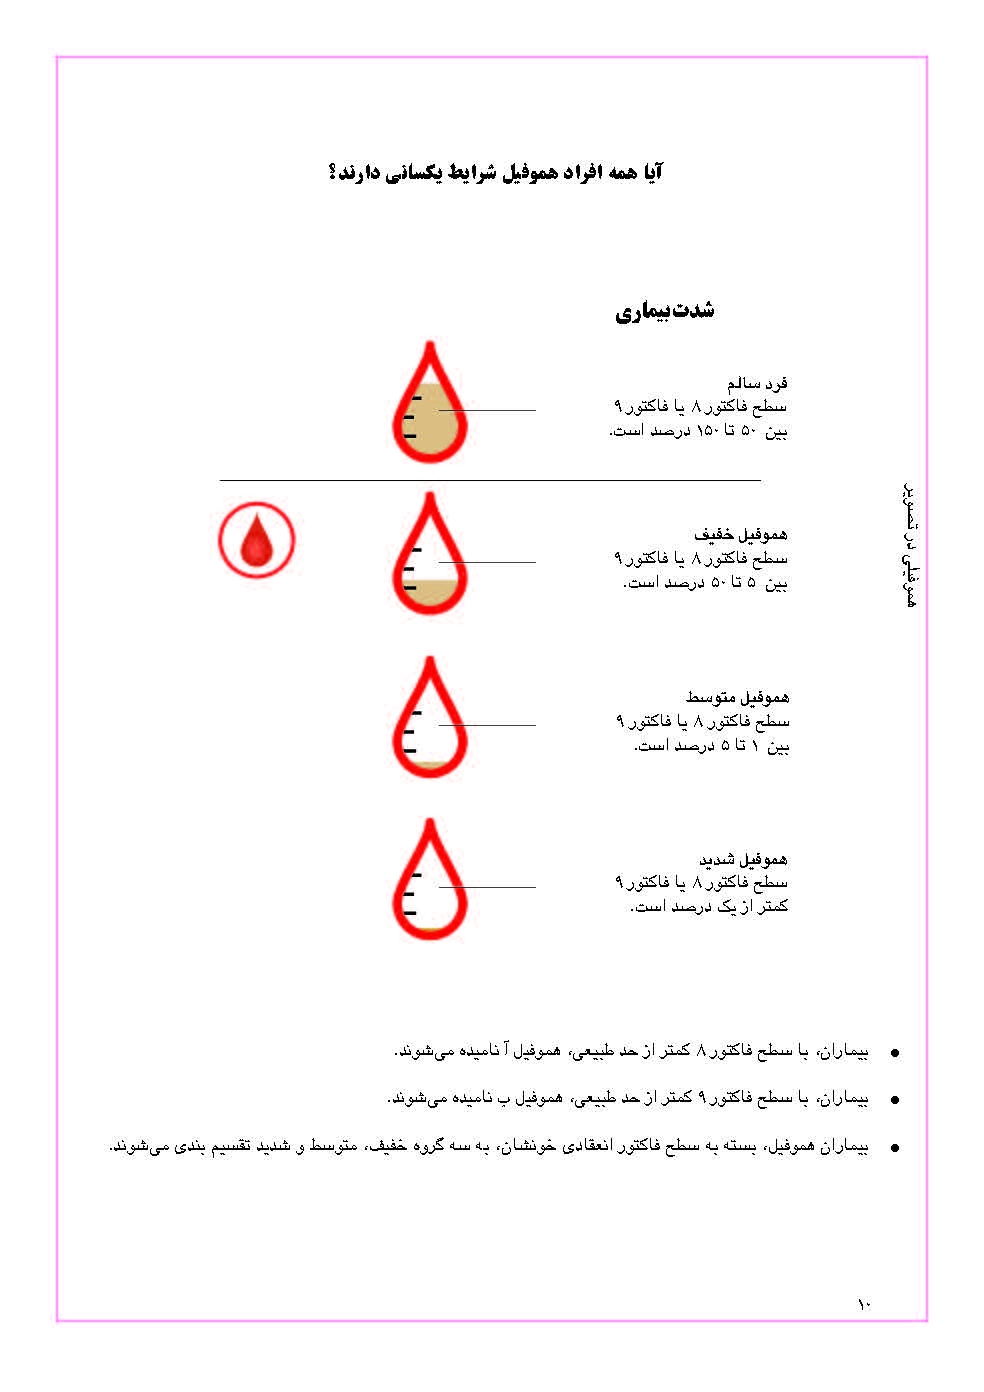 آیا همه افراد هموفیل شرایط یکسانی دارند؟
شدت‌بیماری
فرد سالم
سطح فاکتور ۸ یا فاکتور ۹
بین ۵۰ تا ۱۵۰ درصد است.
هموفیل خفیف
سطح فاکتور ۸ یا فاکتور ۹
بین ۵ تا ۵۰ درصد است.
هموفیل متوسط
سطح فاکتور ۸ یا فاکتور ۹
بین ۱ تا ۵ درصد است.
هموفیل شدید
سطح فاکتور ۸ یا فاکتور ۹
کمتر از یک درصد است.
هموفیلی در تصویر
● بیماران، با سطح فاکتور ۸ کمتر از حد طبیعی، هموفیل آ نامیده می‌شوند.
● بیماران، با سطح فاکتور ۹ کمتر از حد طبیعی، هموفیل ب نامیده می‌شوند.
● بیماران هموفیل، بسته به سطح فاکتور انعقادی خونشان، به سه گروه خفیف، متوسط و شدید تقسیم بندی می‌شوند.
۱۰